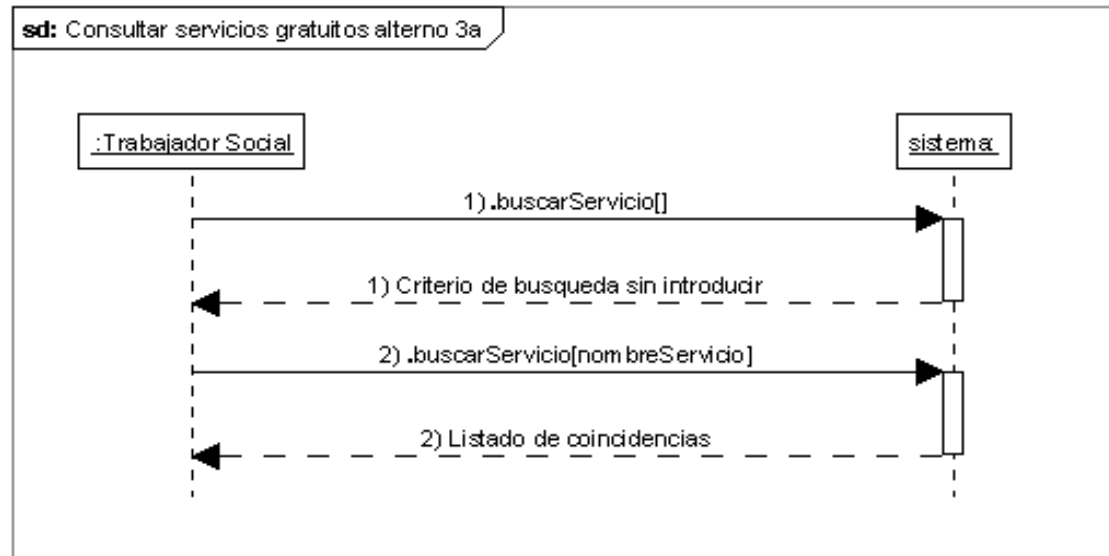 sd: Consultar servicios gratuitos alterno 3a
:Trabajador Social
sistema:
1) .buscarServicio[]
1) Criterio de busqueda sin introducir
2) .buscarServicio[nombreServicio]
2) Listado de coincidencias